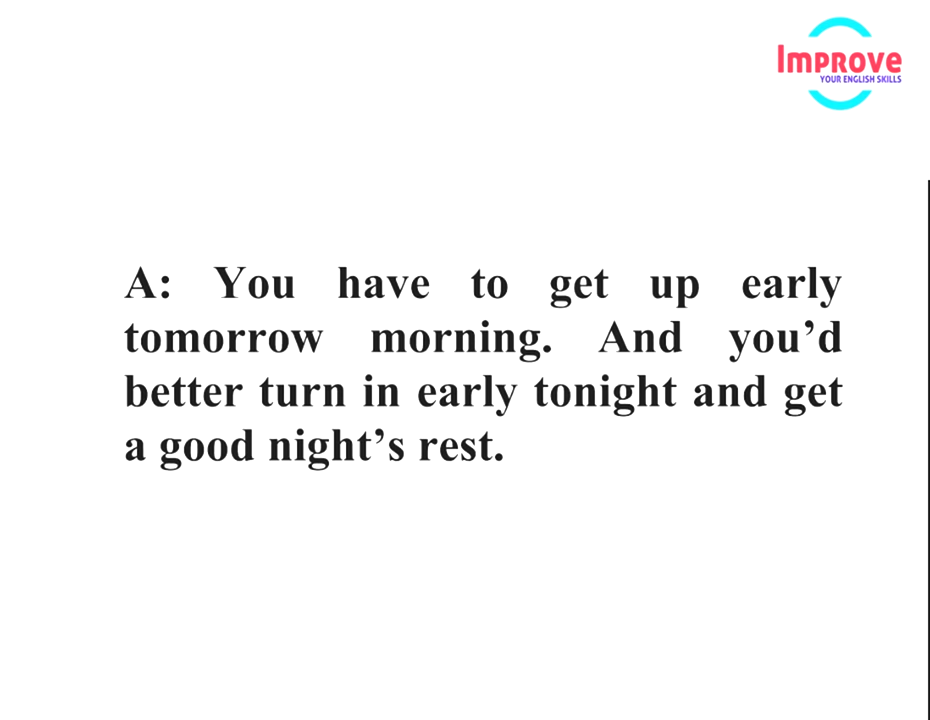 Improve
YOUR ENGLISH SKILLS
A: You have to get up early
tomorrow morning. And you’d
better turn in early tonight and get
a good night’s rest.